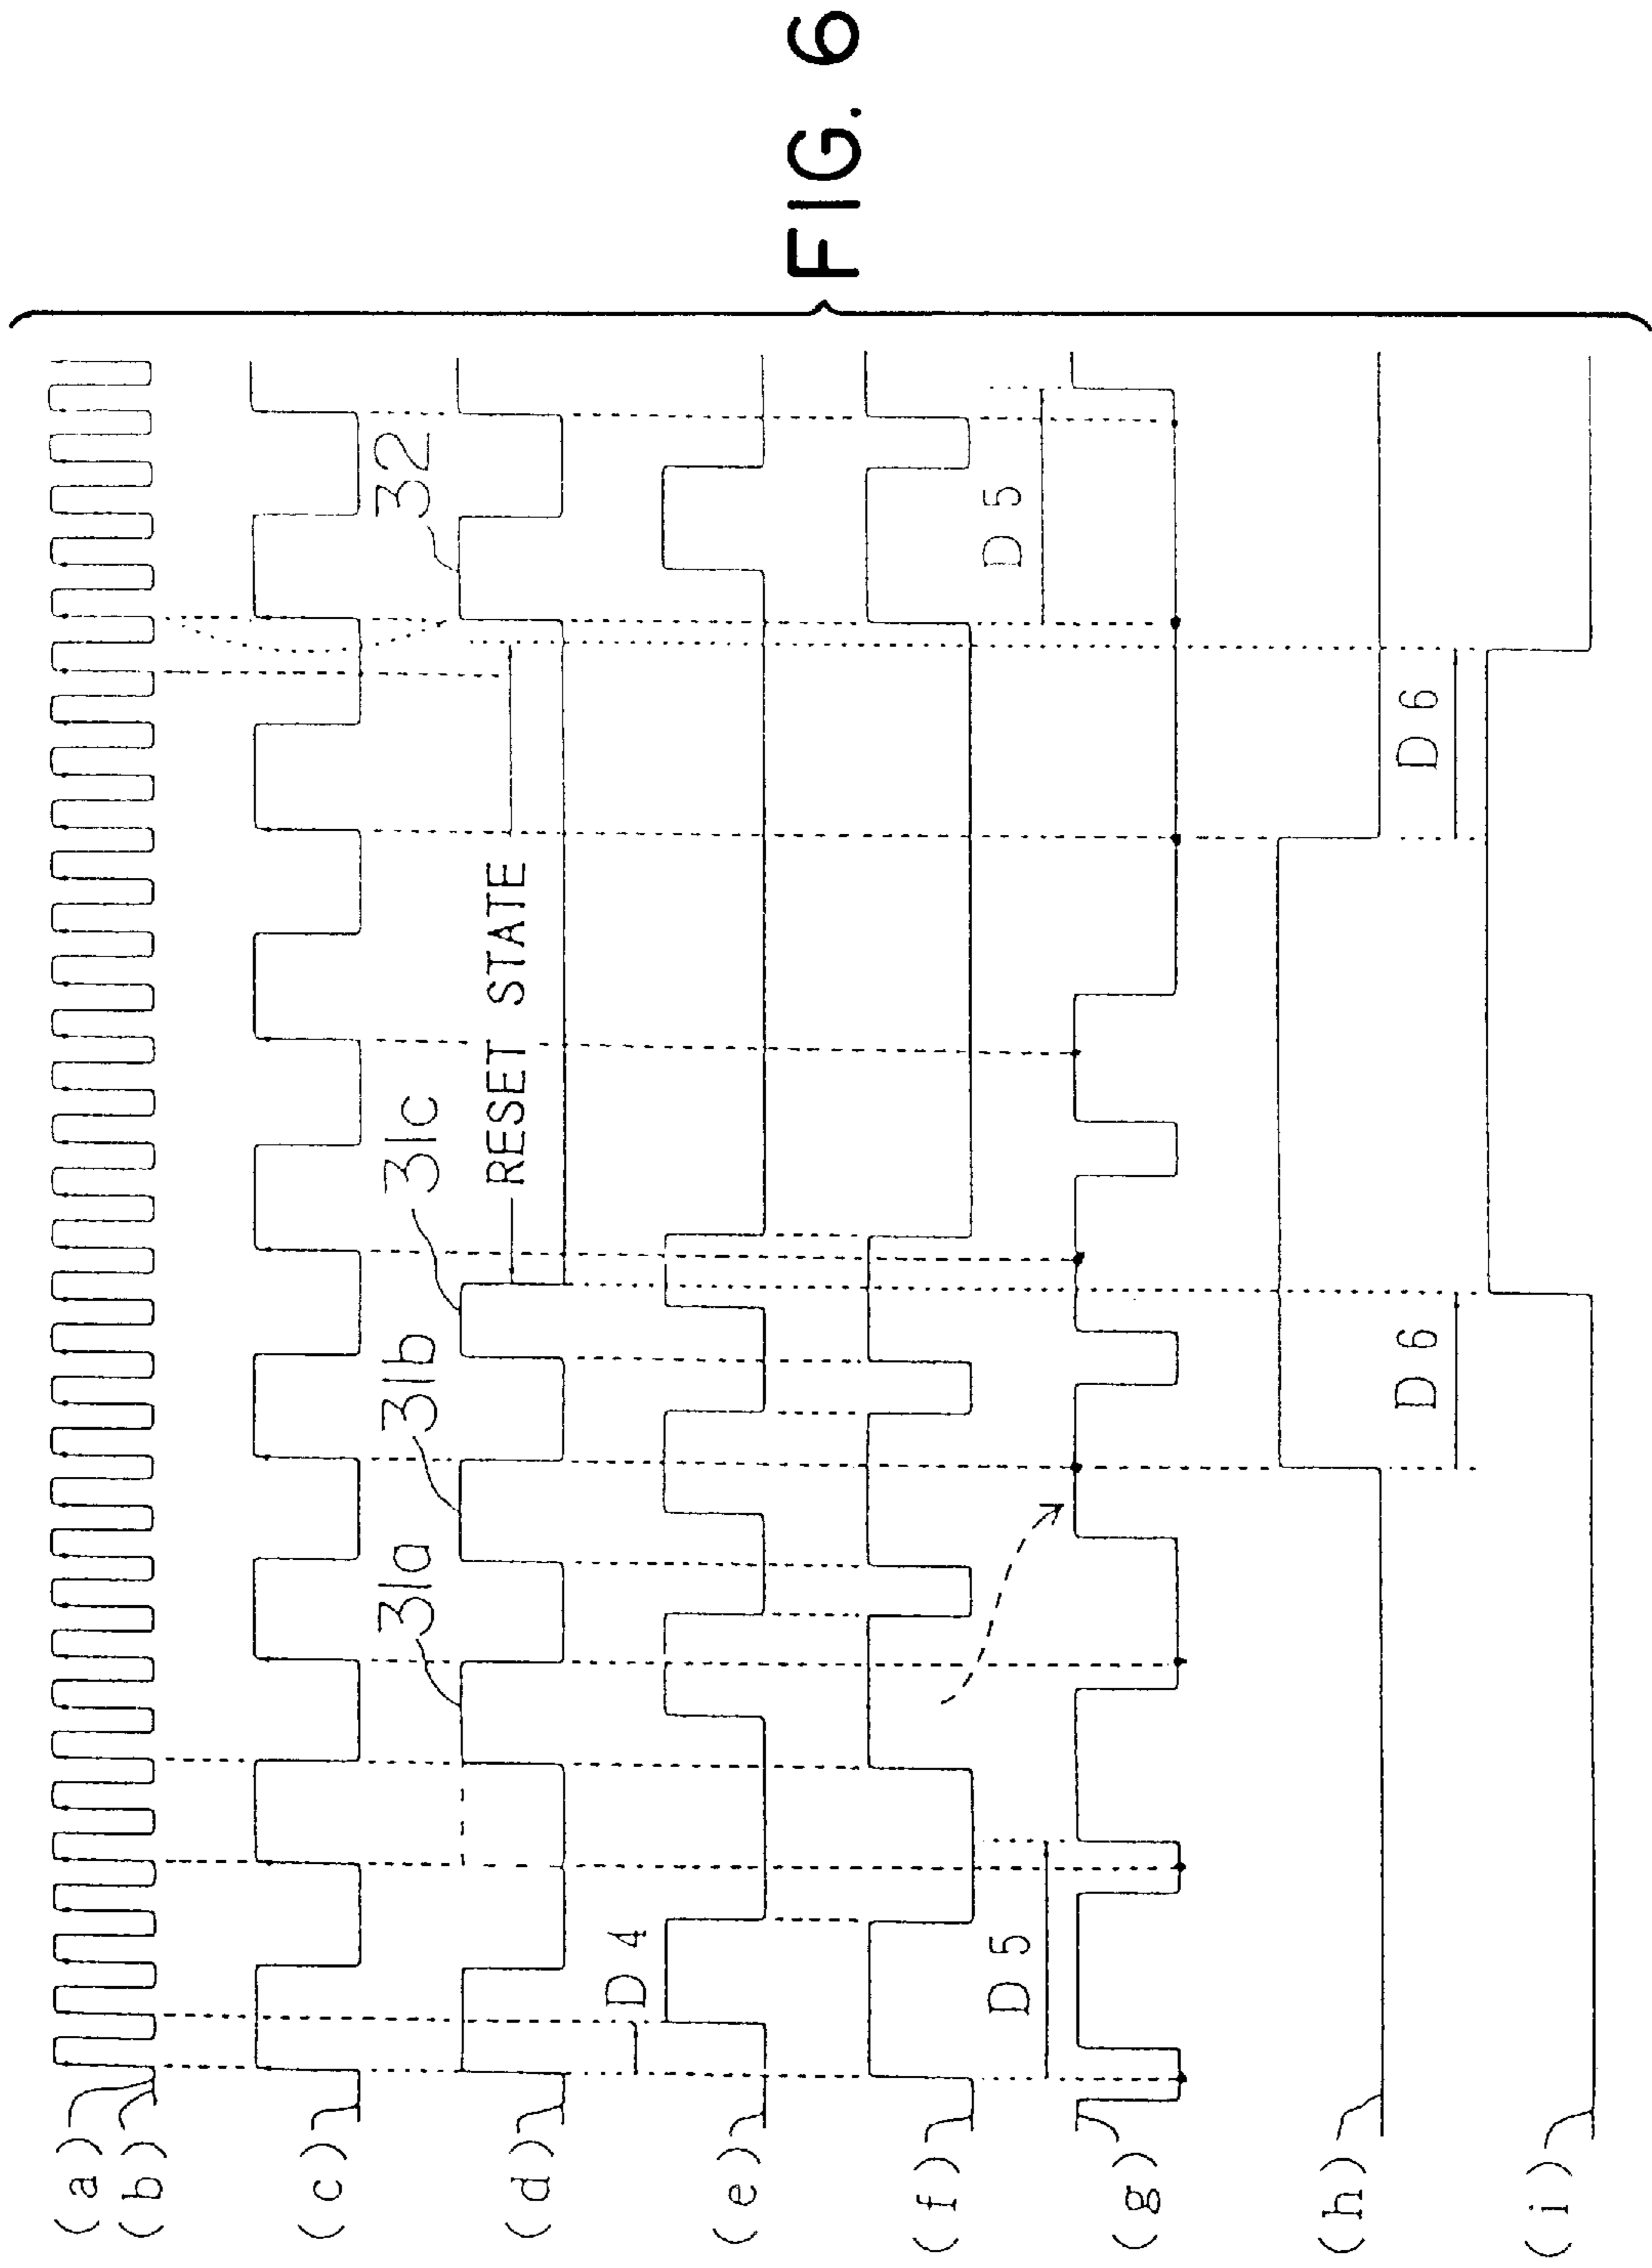 FIG. 6
(a)
(b)
(c)
(d)
31a
31b
31c
32
RESET STATE
D4
(e)
(f)
D5
D5
(g)
(h)
D6
D6
(i)